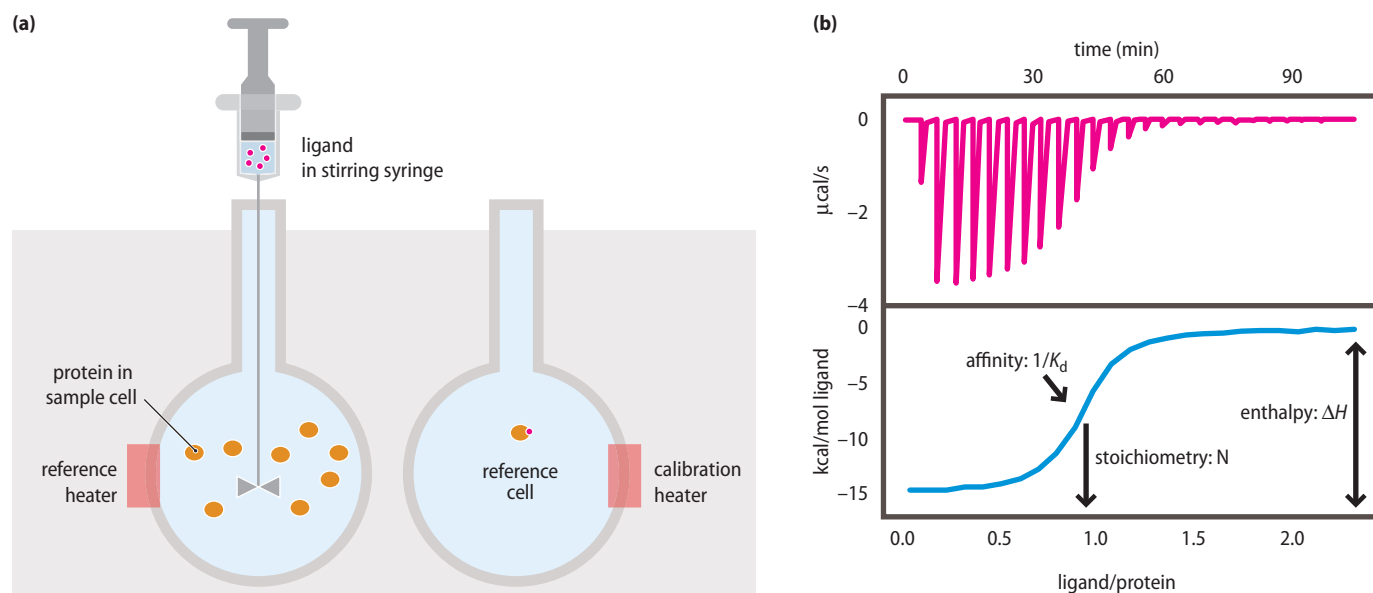 (a)
ligand
in stirring syringe
protein in
sample cell
reference
heater
reference
cell
calibration
heater
(b)
time (min)
0 30 60 90
0
−2
−4
μcal/s
0
−5
−10
−15
kcal/mol ligand
affinity: 1/Kd
enthalpy: ΔH
stoichiometry: N
0.0 0.5 1.0 1.5 2.0
ligand/protein